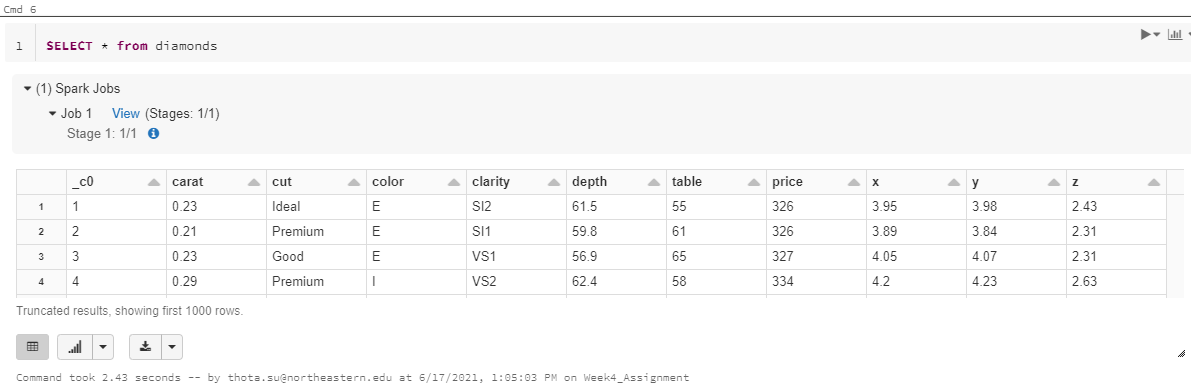 Cmd 6
1 SELECT * from diamonds
(1) Spark Jobs
Job 1 View (Stages: 1/1)
Stage 1: 1/1
_c0 carat cut color clarity depth table price x y z
1 1 0.23 Ideal E SI2 61.5 55 326 3.95 3.98 2.43
2 2 0.21 Premium E SI1 59.8 61 326 3.89 3.84 2.31
3 3 0.23 Good E VS1 56.9 65 327 4.05 4.07 2.31
4 4 0.29 Premium I VS2 62.4 58 334 4.2 4.23 2.63
Truncated results, showing first 1000 rows.
Command took 2.43 seconds -- by thota.su@northeastern.edu at 6/17/2021, 1:05:03 PM on Week4_Assignment